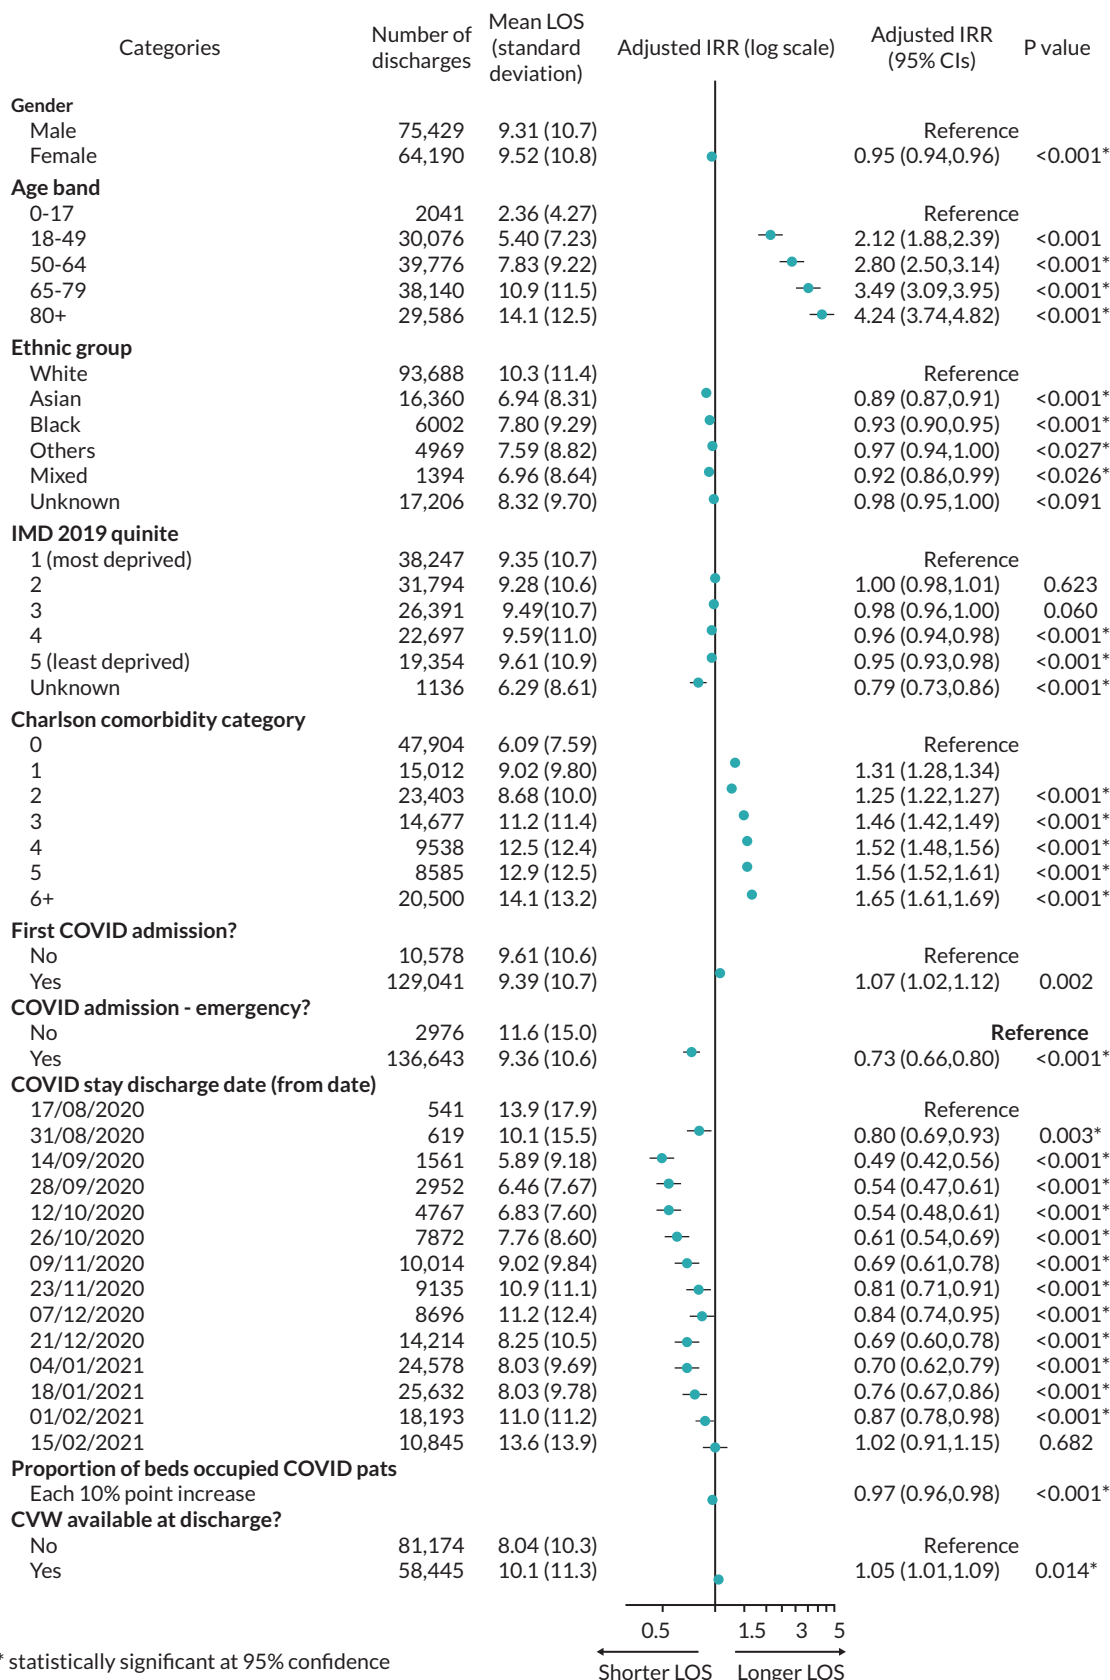 Categories Number of discharges Mean LOS (standard deviation) Adjusted IRR (log scale) Adjusted IRR (95% CIs) P value
Gender
Male 75,429 9.31 (10.7) Reference
Female 64,190 9.52 (10.8) 0.95 (0.94,0.96) <0.001*
Age band
0-17 2041 2.36 (4.27) Reference
18-49 30,076 5.40 (7.23) 2.12 (1.88,2.39) <0.001
50-64 39,776 7.83 (9.22) 2.80 (2.50,3.14) <0.001*
65-79 38,140 10.9 (11.5) 3.49 (3.09,3.95) <0.001*
80+ 29,586 14.1 (12.5) 4.24 (3.74,4.82) <0.001*
Ethnic group
White 93,688 10.3 (11.4) Reference
Asian 16,360 6.94 (8.31) 0.89 (0.87,0.91) <0.001*
Black 6002 7.80 (9.29) 0.93 (0.90,0.95) <0.001*
Others 4969 7.59 (8.82) 0.97 (0.94,1.00) <0.027*
Mixed 1394 6.96 (8.64) 0.92 (0.86,0.99) <0.026*
Unknown 17,206 8.32 (9.70) 0.98 (0.95,1.00) <0.091
IMD 2019 quinite
1 (most deprived) 38,247 9.35 (10.7) Reference
2 31,794 9.28 (10.6) 1.00 (0.98,1.01) 0.623
3 26,391 9.49(10.7) 0.98 (0.96,1.00) 0.060
4 22,697 9.59(11.0) 0.96 (0.94,0.98) <0.001*
5 (least deprived) 19,354 9.61 (10.9) 0.95 (0.93,0.98) <0.001*
Unknown 1136 6.29 (8.61) 0.79 (0.73,0.86) <0.001*
Charlson comorbidity category
0 47,904 6.09 (7.59) Reference
1 15,012 9.02 (9.80) 1.31 (1.28,1.34)
2 23,403 8.68 (10.0) 1.25 (1.22,1.27) <0.001*
3 14,677 11.2 (11.4) 1.46 (1.42,1.49) <0.001*
4 9538 12.5 (12.4) 1.52 (1.48,1.56) <0.001*
5 8585 12.9 (12.5) 1.56 (1.52,1.61) <0.001*
6+ 20,500 14.1 (13.2) 1.65 (1.61,1.69) <0.001*
First COVID admission?
No 10,578 9.61 (10.6) Reference
Yes 129,041 9.39 (10.7) 1.07 (1.02,1.12) 0.002
COVID admission - emergency?
No 2976 11.6 (15.0) Reference
Yes 136,643 9.36 (10.6) 0.73 (0.66,0.80) <0.001*
COVID stay discharge date (from date)
17/08/2020 541 13.9 (17.9) Reference
31/08/2020 619 10.1 (15.5) 0.80 (0.69,0.93) 0.003*
14/09/2020 1561 5.89 (9.18) 0.49 (0.42,0.56) <0.001*
28/09/2020 2952 6.46 (7.67) 0.54 (0.47,0.61) <0.001*
12/10/2020 4767 6.83 (7.60) 0.54 (0.48,0.61) <0.001*
26/10/2020 7872 7.76 (8.60) 0.61 (0.54,0.69) <0.001*
09/11/2020 10,014 9.02 (9.84) 0.69 (0.61,0.78) <0.001*
23/11/2020 9135 10.9 (11.1) 0.81 (0.71,0.91) <0.001*
07/12/2020 8696 11.2 (12.4) 0.84 (0.74,0.95) <0.001*
21/12/2020 14,214 8.25 (10.5) 0.69 (0.60,0.78) <0.001*
04/01/2021 24,578 8.03 (9.69) 0.70 (0.62,0.79) <0.001*
18/01/2021 25,632 8.03 (9.78) 0.76 (0.67,0.86) <0.001*
01/02/2021 18,193 11.0 (11.2) 0.87 (0.78,0.98) <0.001*
15/02/2021 10,845 13.6 (13.9) 1.02 (0.91,1.15) 0.682
Proportion of beds occupied COVID pats
Each 10% point increase 0.97 (0.96,0.98) <0.001*
CVW available at discharge?
No 81,174 8.04 (10.3) Reference
Yes 58,445 10.1 (11.3) 1.05 (1.01,1.09) 0.014*
0.5 1.5 3 5
Shorter LOS Longer LOS
* statistically significant at 95% confidence